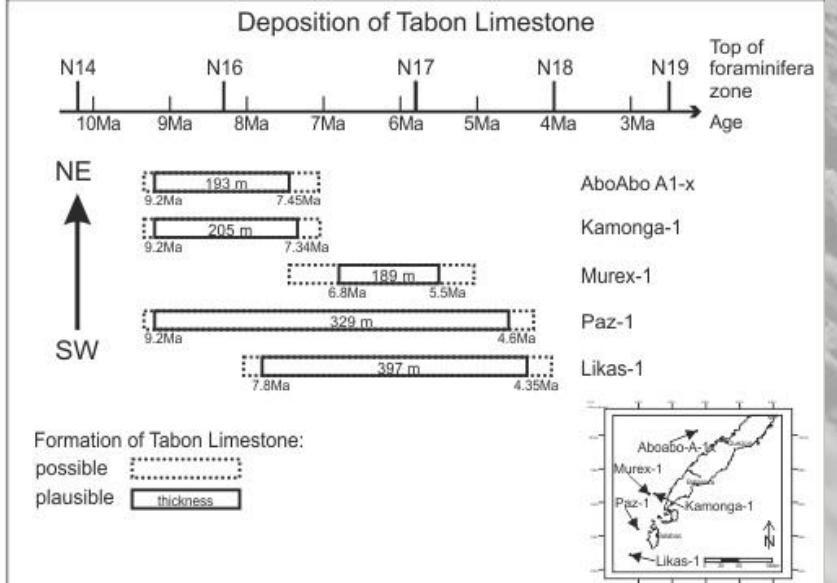 Deposition of Tabon Limestone
N14 N16 N17 N18 N19 Top of foraminifera zone
10Ma 9Ma 8Ma 7Ma 6Ma 5Ma 4Ma 3Ma Age
NE
193 m AboAbo A1-x
9.2Ma 7.45Ma
205 m Kamonga-1
9.2Ma 7.34Ma
189 m Murex-1
6.8Ma 5.5Ma
329 m Paz-1
9.2Ma 4.6Ma
SW
397 m Likas-1
7.8Ma 4.35Ma
Formation of Tabon Limestone:
possible
plausible thickness
Aboabo-A-1x
Murex-1
Kamonga-1
Paz-1
N
Likas-1